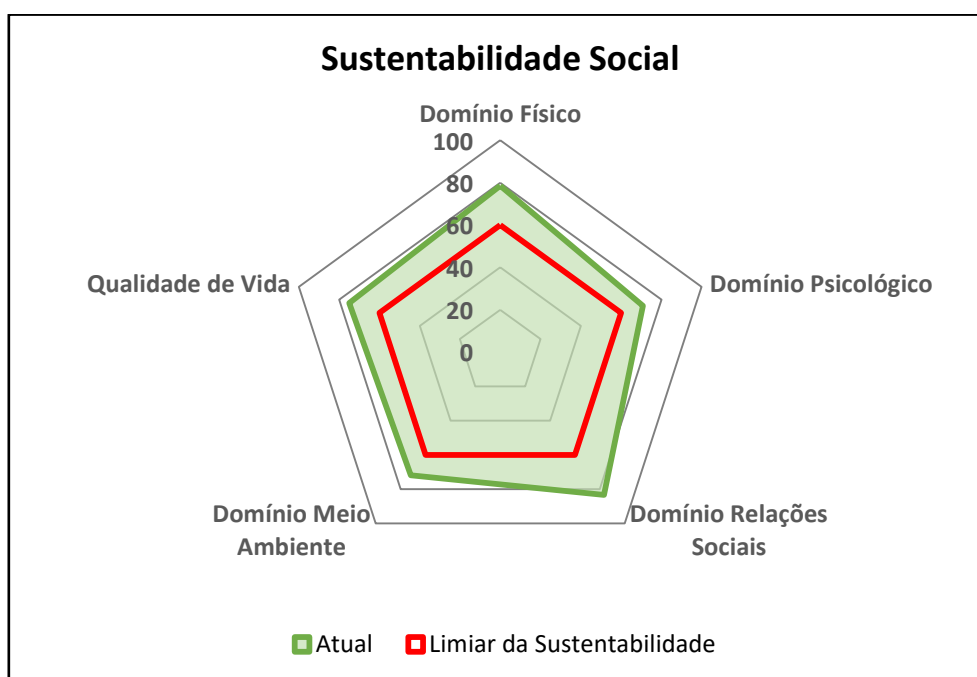 Sustentabilidade Social
Domínio Físico
100
80
60
40
20
0
Qualidade de Vida
Domínio Psicológico
Domínio Meio
Ambiente
Domínio Relações
Sociais
Atual
Limiar da Sustentabilidade